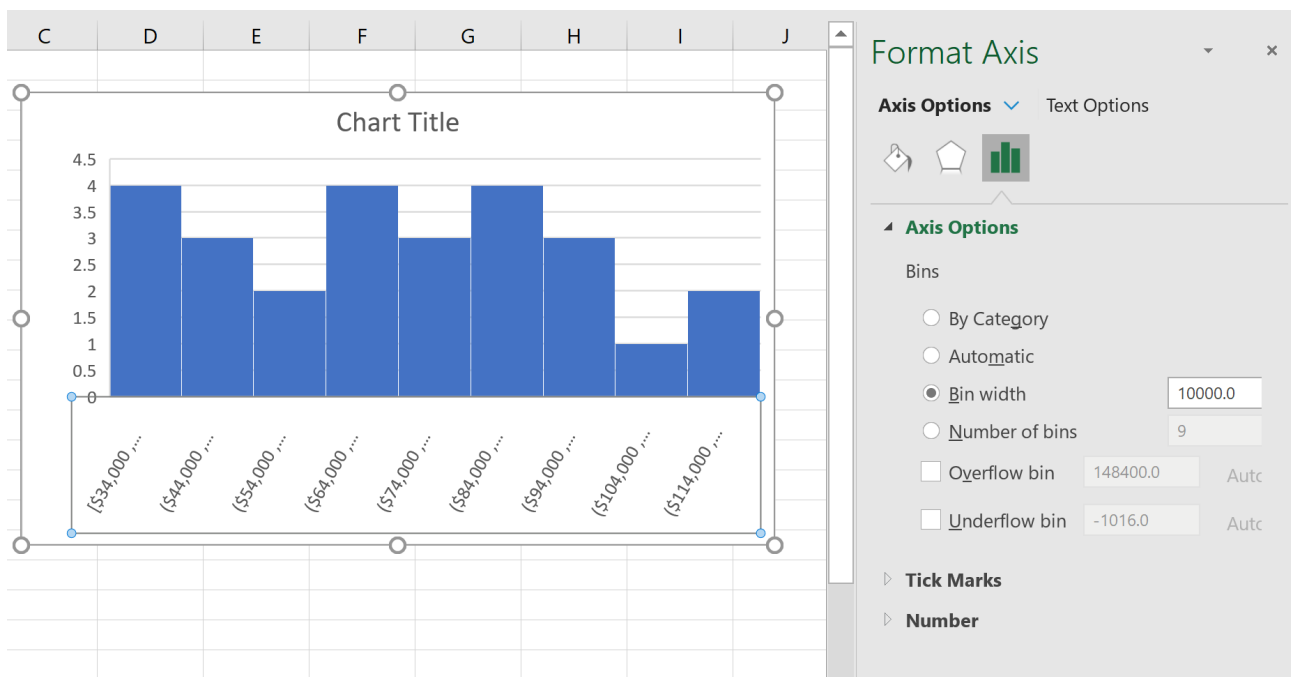 C D E F G H I J
Chart Title
4.5
4
3.5
3
2.5
2
1.5
1
0.5
0
[$34,000 ,...
($44,000 ,...
($54,000 ,...
($64,000 ,...
($74,000 ,...
($84,000 ,...
($94,000 ,...
($104,000 ,...
($114,000 ,...
Format Axis
Axis Options Text Options
Axis Options
Bins
By Category
Automatic
Bin width 10000.0
Number of bins 9
Overflow bin 148400.0 Auto
Underflow bin -1016.0 Auto
Tick Marks
Number